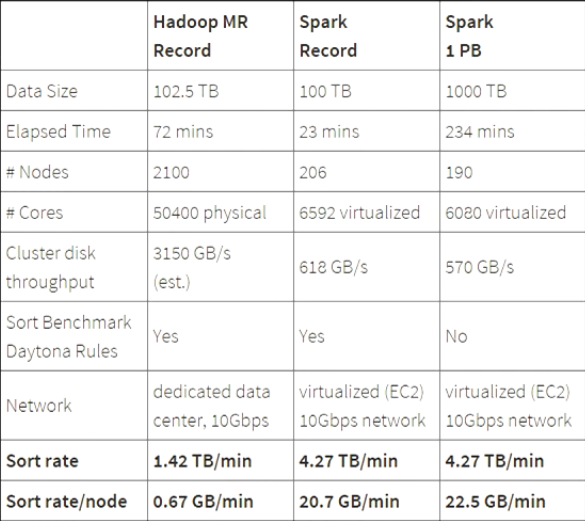 Hadoop MR Record | Spark Record | Spark 1 PB
Data Size | 102.5 TB | 100 TB | 1000 TB
Elapsed Time | 72 mins | 23 mins | 234 mins
# Nodes | 2100 | 206 | 190
# Cores | 50400 physical | 6592 virtualized | 6080 virtualized
Cluster disk throughput | 3150 GB/s (est.) | 618 GB/s | 570 GB/s
Sort Benchmark Daytona Rules | Yes | Yes | No
Network | dedicated data center, 10Gbps | virtualized (EC2) 10Gbps network | virtualized (EC2) 10Gbps network
Sort rate | 1.42 TB/min | 4.27 TB/min | 4.27 TB/min
Sort rate/node | 0.67 GB/min | 20.7 GB/min | 22.5 GB/min